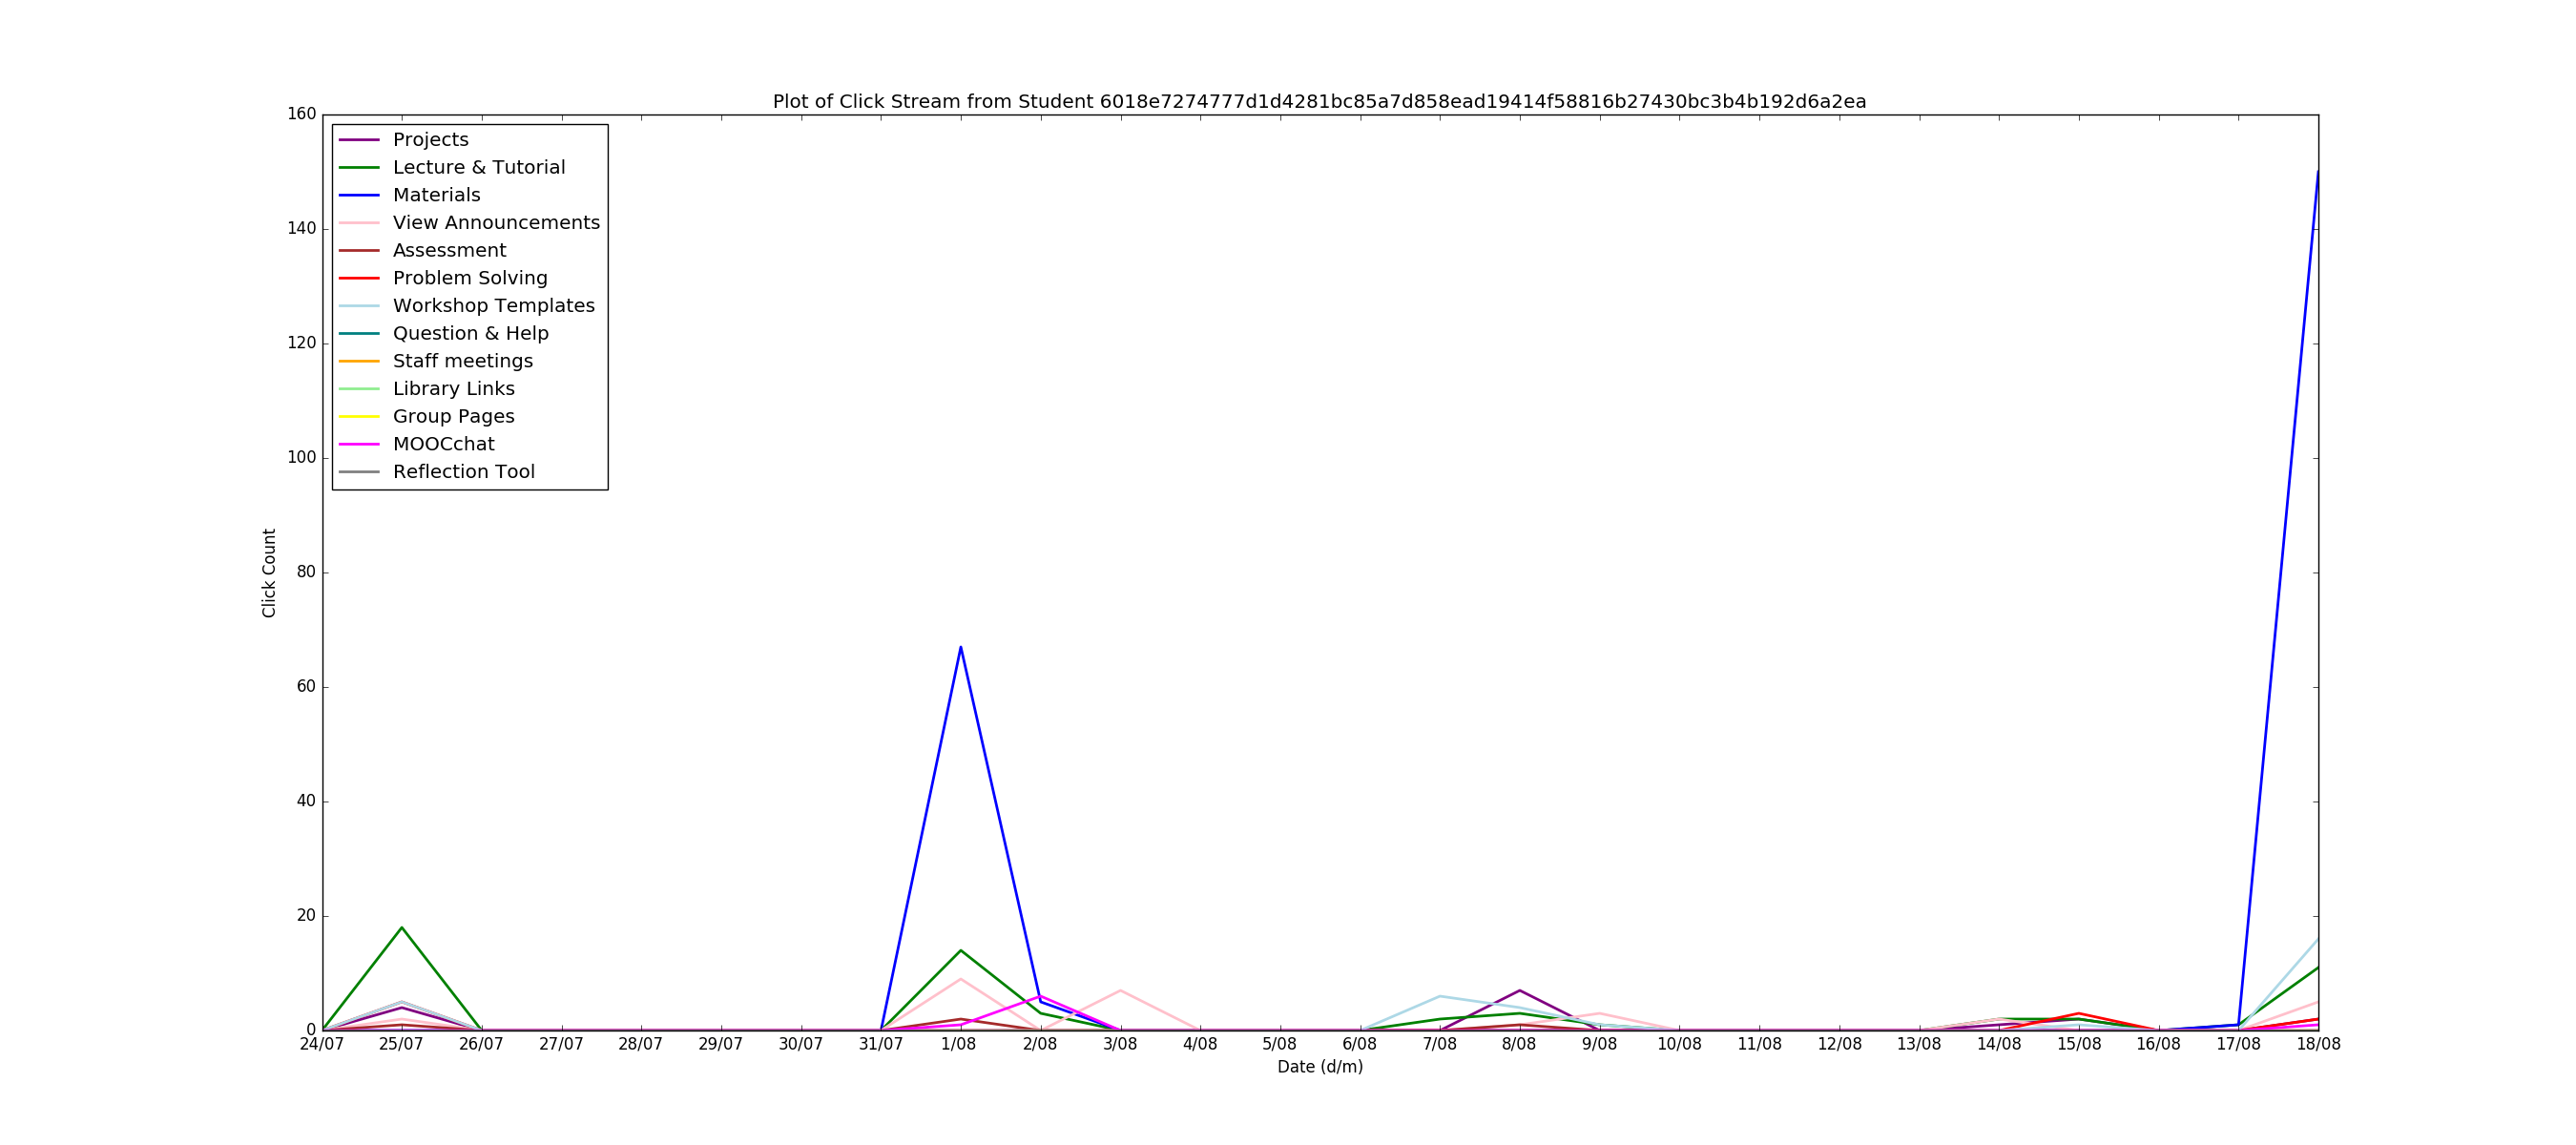 Plot of Click Stream from Student 6018e7274777d1d4281bc85a7d858ead19414f58816b27430bc3b4b192d6a2ea
160
140
120
100
80
60
40
20
0
Click Count
Projects
Lecture & Tutorial
Materials
View Announcements
Assessment
Problem Solving
Workshop Templates
Question & Help
Staff meetings
Library Links
Group Pages
MOOCchat
Reflection Tool
24/07 25/07 26/07 27/07 28/07 29/07 30/07 31/07 1/08 2/08 3/08 4/08 5/08 6/08 7/08 8/08 9/08 10/08 11/08 12/08 13/08 14/08 15/08 16/08 17/08 18/08
Date (d/m)